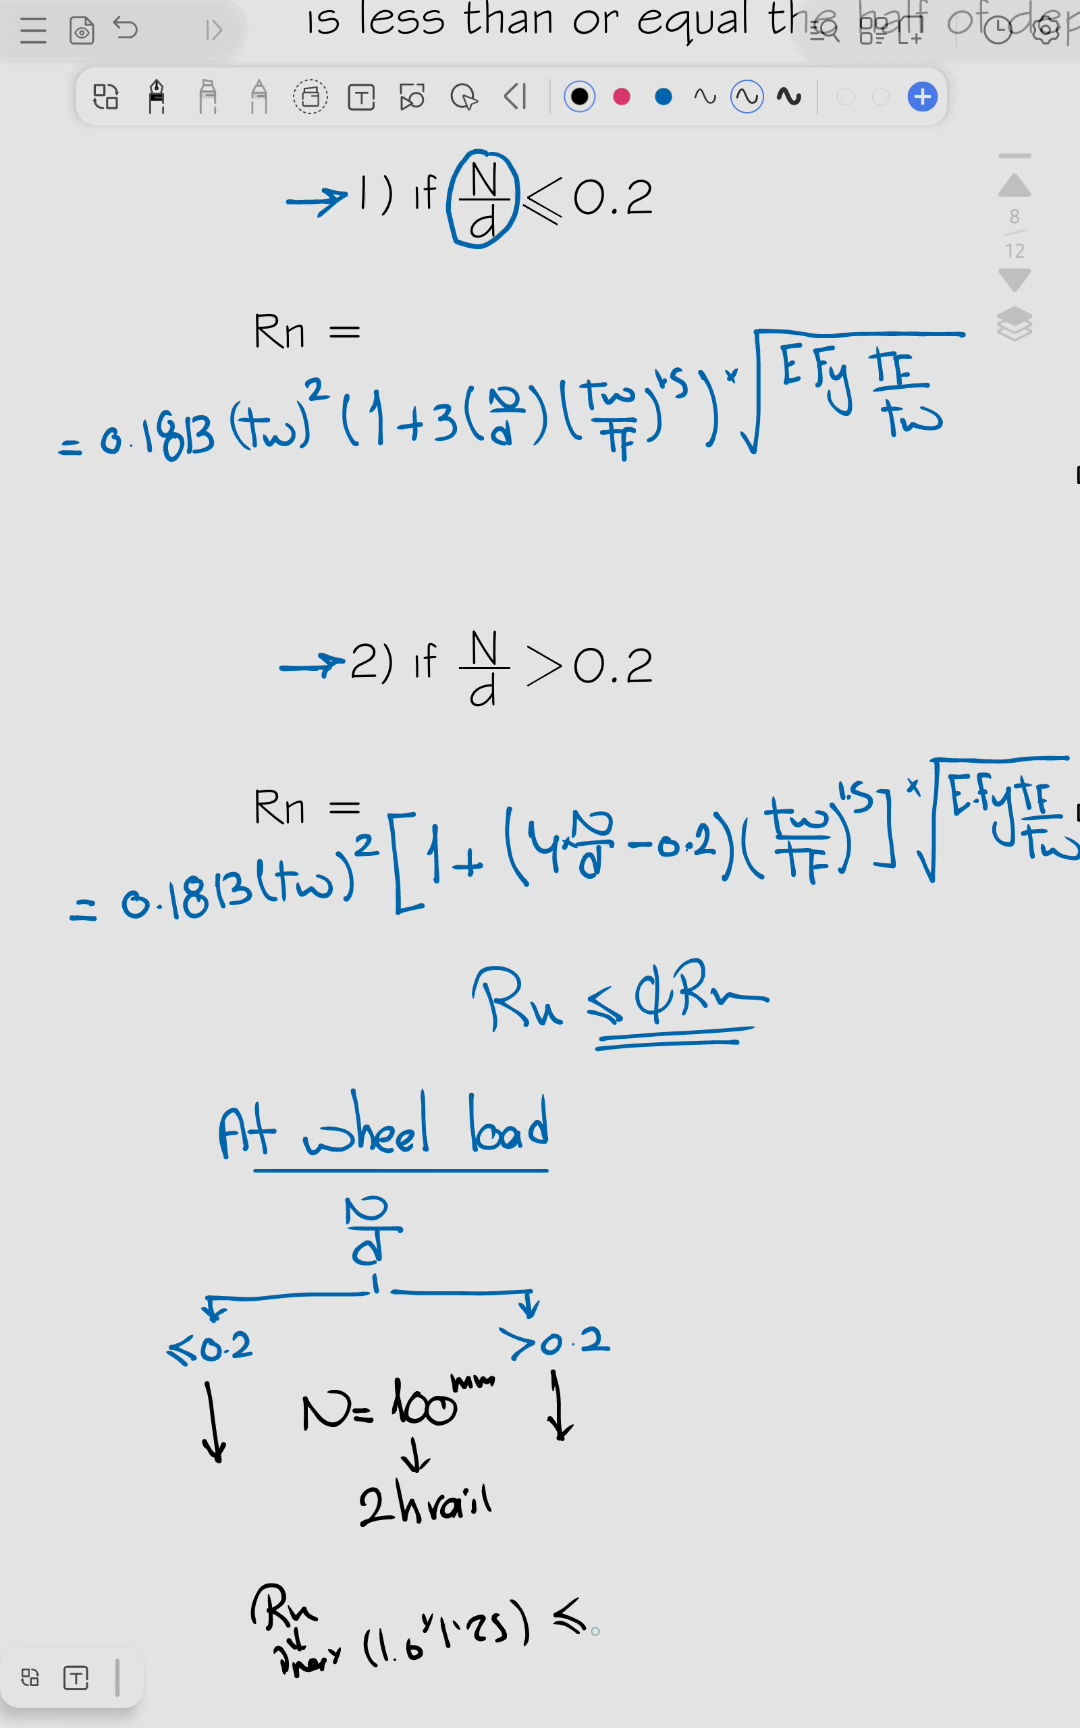 is less than or equal the half of dep
8
12
→1) if N/d ⩽ 0.2
Rn =
= 0.1813 (tw)² (1+3(N/d)(tw/tF)^1.5) × √(E Fy tF/tw)
→2) if N/d > 0.2
Rn =
= 0.1813(tw)² [1+(4×N/d -0.2)(tw/tF)^1.5] × √(E.fy tF/tw)
Ru ⩽ ϕRn
At wheel load
N/d
⩽0.2 >0.2
N= 100mm
2hrail
Ru
(1.6×1.25) ⩽